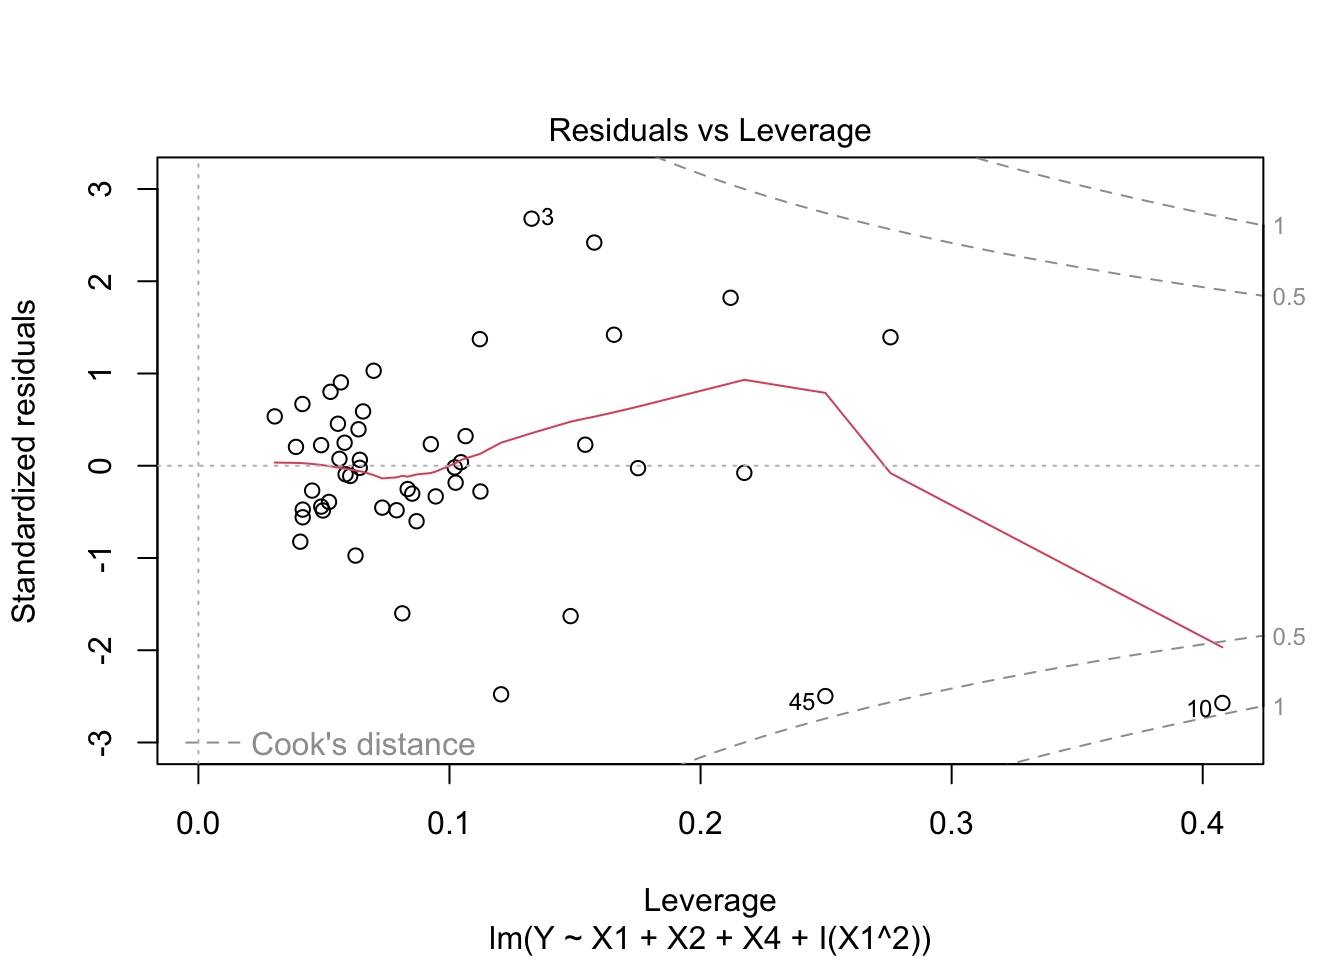 Residuals vs Leverage
Standardized residuals
3
2
1
0
-1
-2
-3
3
45
10
1
0.5
0.5
1
Cook's distance
0.0 0.1 0.2 0.3 0.4
Leverage
lm(Y ~ X1 + X2 + X4 + I(X1^2))